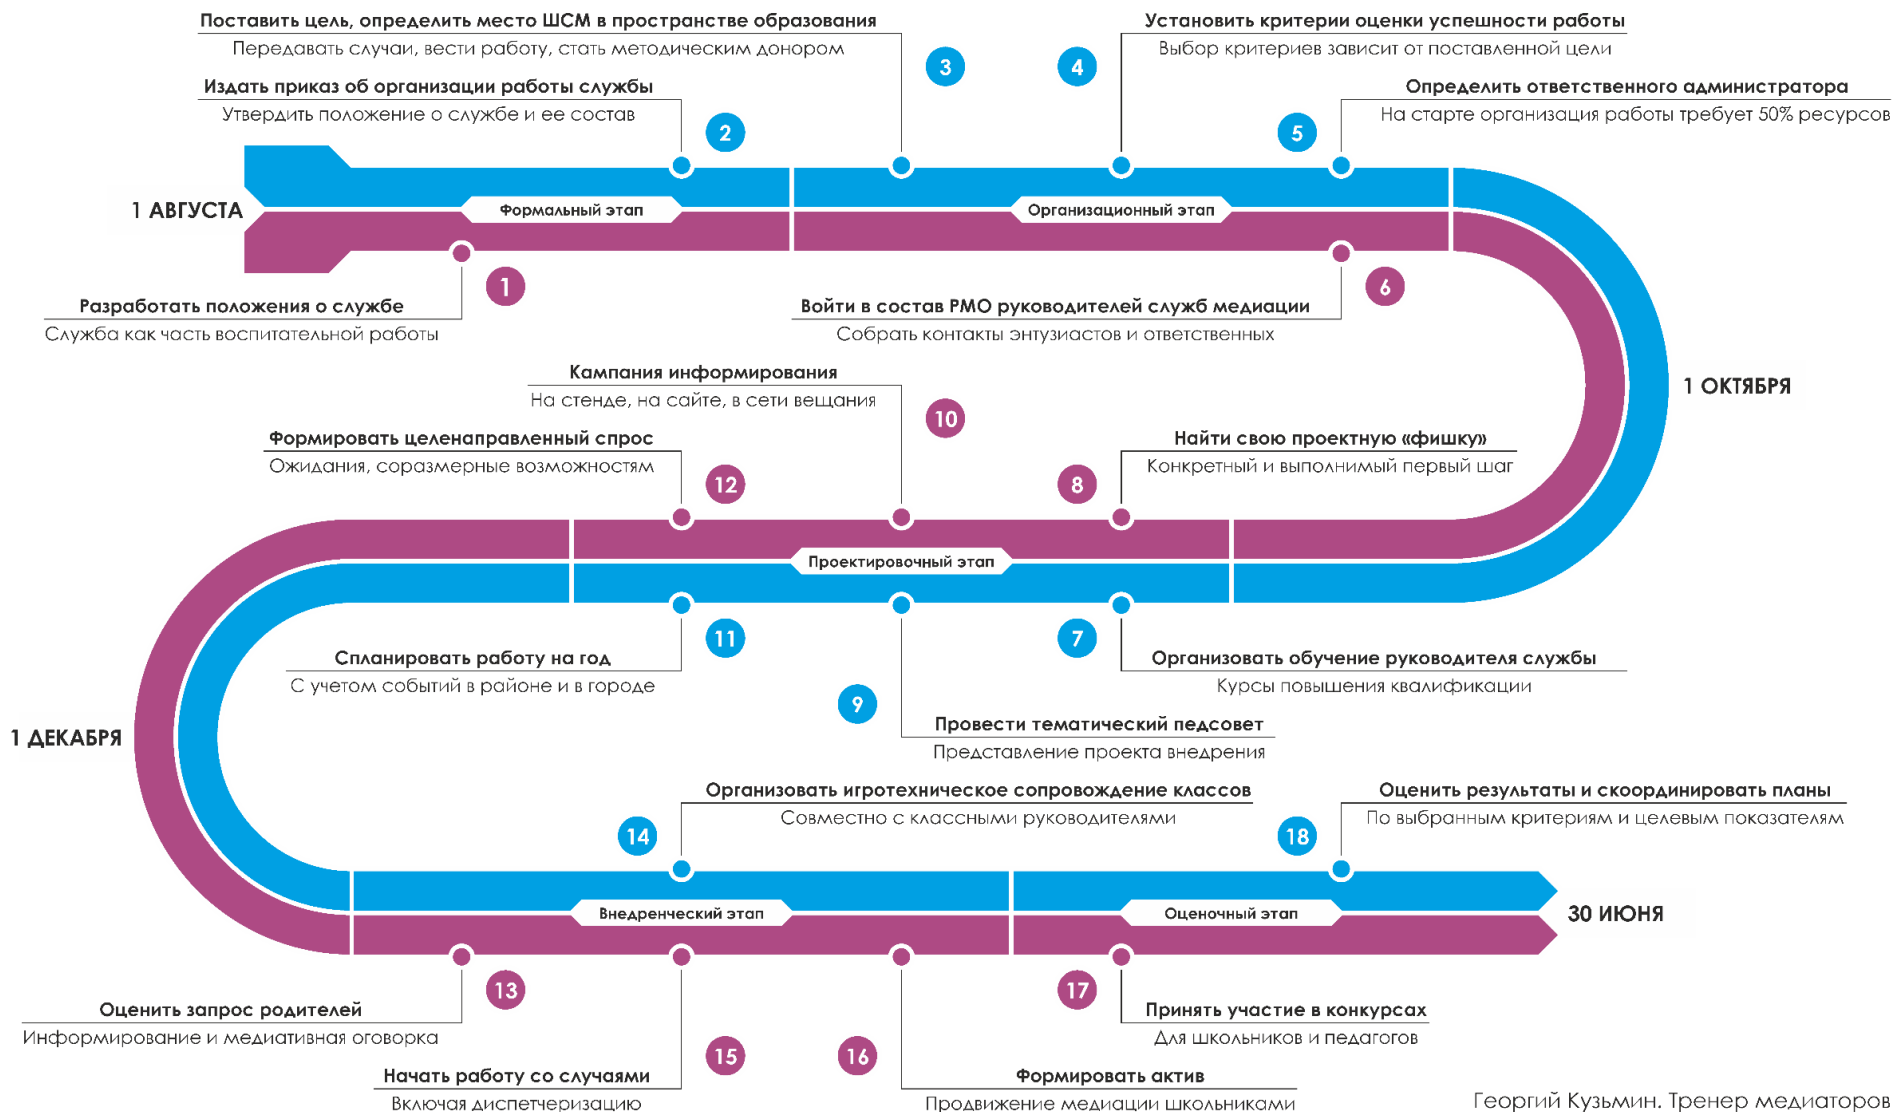 Поставить цель, определить место ШСМ в пространстве образования
Передавать случаи, вести работу, стать методическим донором
3
4
Установить критерии оценки успешности работы
Выбор критериев зависит от поставленной цели
Издать приказ об организации работы службы
Утвердить положение о службе и ее состав
2
5
Определить ответственного администратора
На старте организация работы требует 50% ресурсов
1 АВГУСТА
Формальный этап
Организационный этап
1
Разработать положения о службе
Служба как часть воспитательной работы
6
Войти в состав РМО руководителей служб медиации
Собрать контакты энтузиастов и ответственных
1 ОКТЯБРЯ
Кампания информирования
На стенде, на сайте, в сети вещания
10
Формировать целенаправленный спрос
Ожидания, соразмерные возможностям
12
8
Найти свою проектную «фишку»
Конкретный и выполнимый первый шаг
Проектировочный этап
11
Спланировать работу на год
С учетом событий в районе и в городе
7
Организовать обучение руководителя службы
Курсы повышения квалификации
9
Провести тематический педсовет
Представление проекта внедрения
1 ДЕКАБРЯ
Организовать игротехническое сопровождение классов
Совместно с классными руководителями
14
18
Оценить результаты и скоординировать планы
По выбранным критериям и целевым показателям
Внедренческий этап
Оценочный этап
30 ИЮНЯ
13
Оценить запрос родителей
Информирование и медиативная оговорка
17
Принять участие в конкурсах
Для школьников и педагогов
15
Начать работу со случаями
Включая диспетчеризацию
16
Формировать актив
Продвижение медиации школьниками
Георгий Кузьмин. Тренер медиаторов